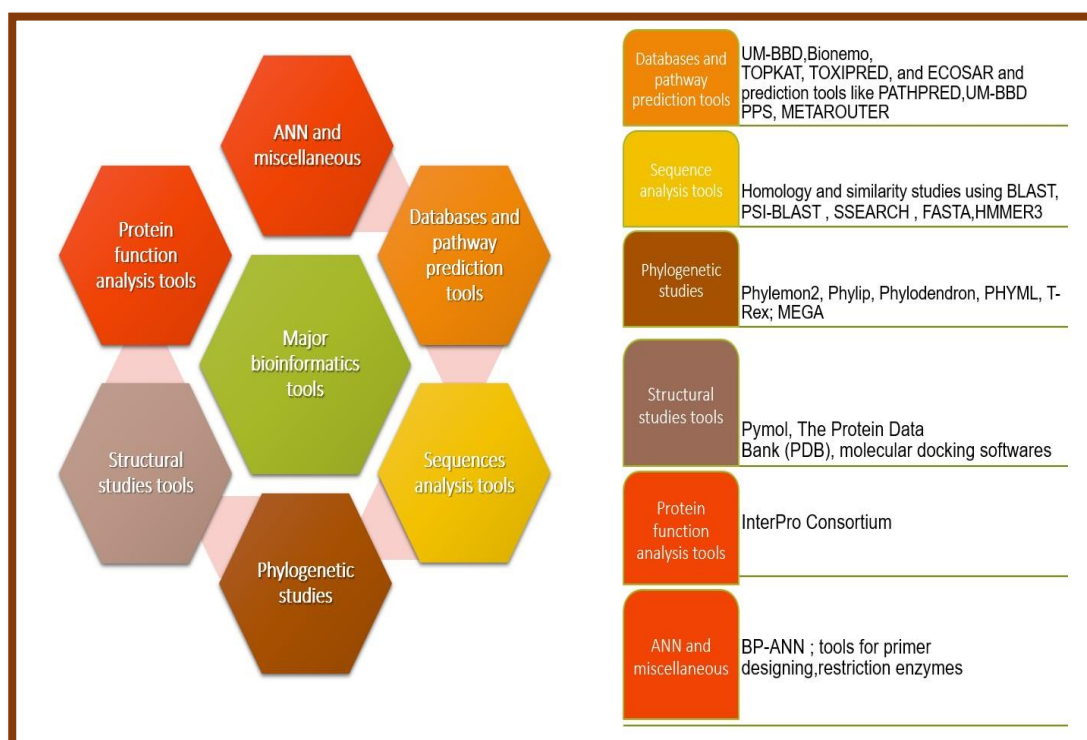 ANN and
miscellaneous
Protein
function
analysis tools
Databases and
pathway
prediction
tools
Major
bioinformatics
tools
Structural
studies tools
Sequences
analysis tools
Phylogenetic
studies
Databases and
pathway
prediction tools
UM-BBD,Bionemo,
TOPKAT, TOXIPRED, and ECOSAR and
prediction tools like PATHPRED,UM-BBD
PPS, METAROUTER
Sequence
analysis tools
Homology and similarity studies using BLAST,
PSI-BLAST , SSEARCH , FASTA,HMMER3
Phylogenetic
studies
Phylemon2, Phylip, Phylodendron, PHYML, T-
Rex; MEGA
Structural
studies tools
Pymol, The Protein Data
Bank (PDB), molecular docking softwares
Protein
function
analysis tools
InterPro Consortium
ANN and
miscellaneous
BP-ANN ; tools for primer
designing,restriction enzymes